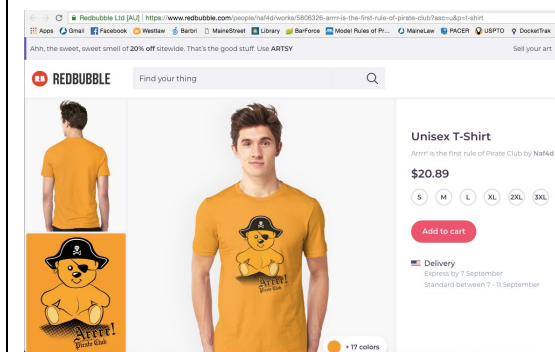 Redbubble Ltd [AU] | https://www.redbubble.com/people/naf4d/works/5806326-arrrr-is-the-first-rule-of-pirate-club?asc=u&p=t-shirt
Apps Gmail Facebook Westlaw Barbri MaineStreet Library BarForce Model Rules of Pr... MaineLaw PACER USPTO DocketTrak
Ahh, the sweet, sweet smell of 20% off sitewide. That's the good stuff. Use ARTSY
Sell your art
RB REDBUBBLE
Find your thing
Unisex T-Shirt
Arrrr! is the first rule of Pirate Club by Naf4d
$20.89
S M L XL 2XL 3XL
Add to cart
Delivery
Express by 7 September
Standard between 7 - 11 September
Arrrr!
Pirate Club
Arrrr!
Pirate Club
+ 17 colors